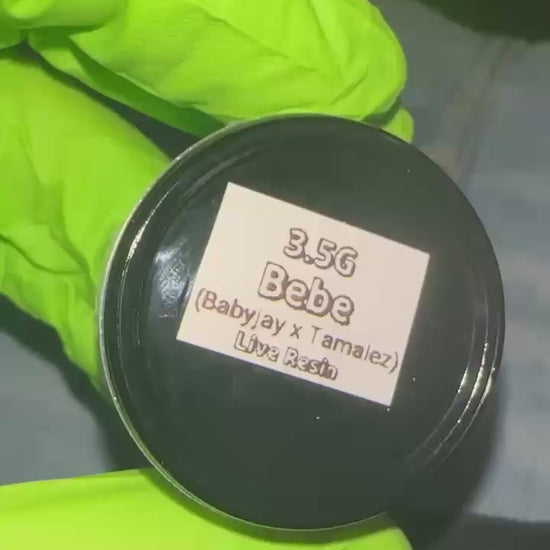 3.5G
Bebe
(BabyJay x Tamalez)
Live Resin